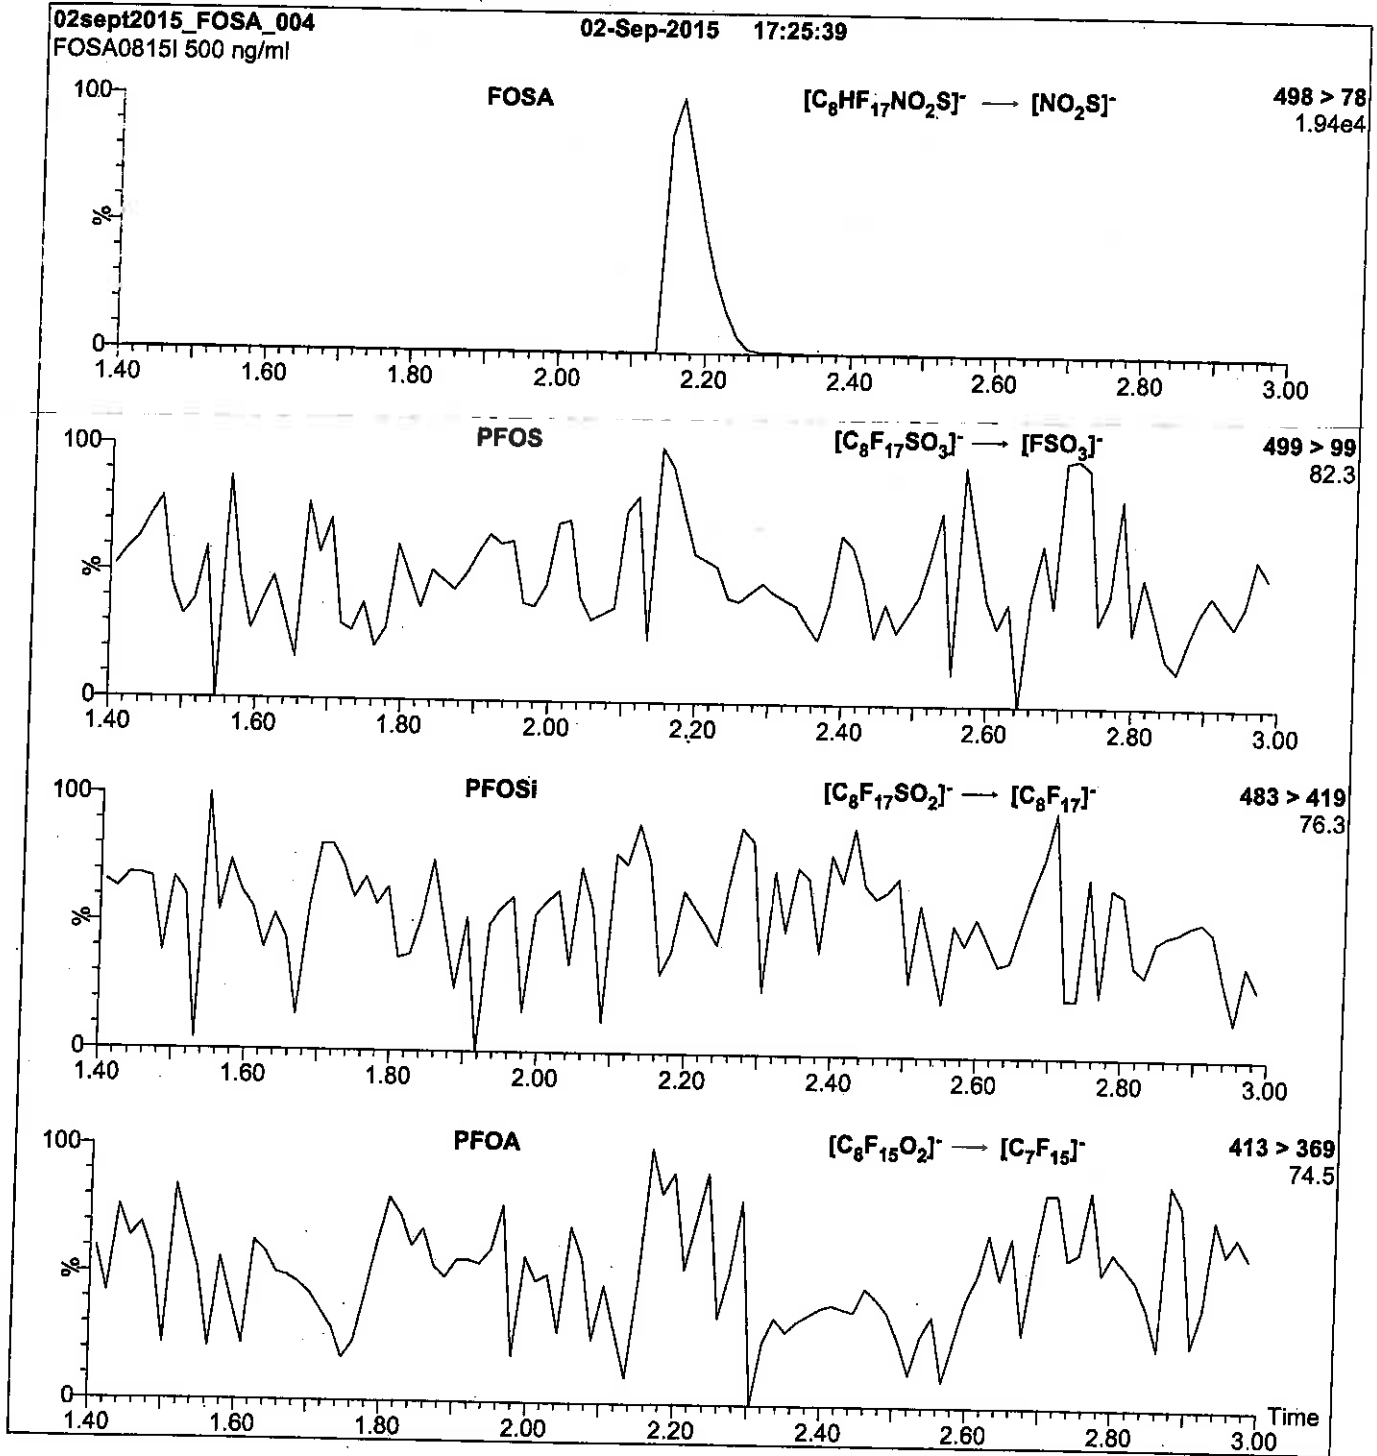 02sept2015_FOSA_004 02-Sep-2015 17:25:39
FOSA0815I 500 ng/ml
FOSA [C₈HF₁₇NO₂S]⁻ → [NO₂S]⁻ 498 > 78
1.94e4
100
%
0
1.40 1.60 1.80 2.00 2.20 2.40 2.60 2.80 3.00
PFOS [C₈F₁₇SO₃]⁻ → [FSO₃]⁻ 499 > 99
82.3
100
%
0
1.40 1.60 1.80 2.00 2.20 2.40 2.60 2.80 3.00
PFOSi [C₈F₁₇SO₂]⁻ → [C₈F₁₇]⁻ 483 > 419
76.3
100
%
0
1.40 1.60 1.80 2.00 2.20 2.40 2.60 2.80 3.00
PFOA [C₈F₁₅O₂]⁻ → [C₇F₁₅]⁻ 413 > 369
74.5
100
%
0
1.40 1.60 1.80 2.00 2.20 2.40 2.60 2.80 3.00 Time